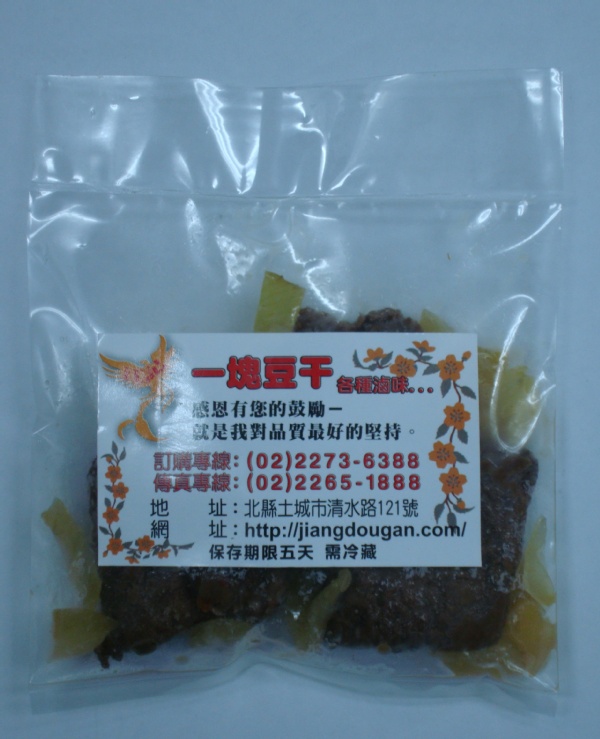 一塊豆干 各種滷味...
感恩有您的鼓勵－
就是我對品質最好的堅持。
訂購專線：(02)2273-6388
傳真專線：(02)2265-1888
地 址：北縣土城市清水路121號
網 址：http://jiangdougan.com/
保存期限五天 需冷藏